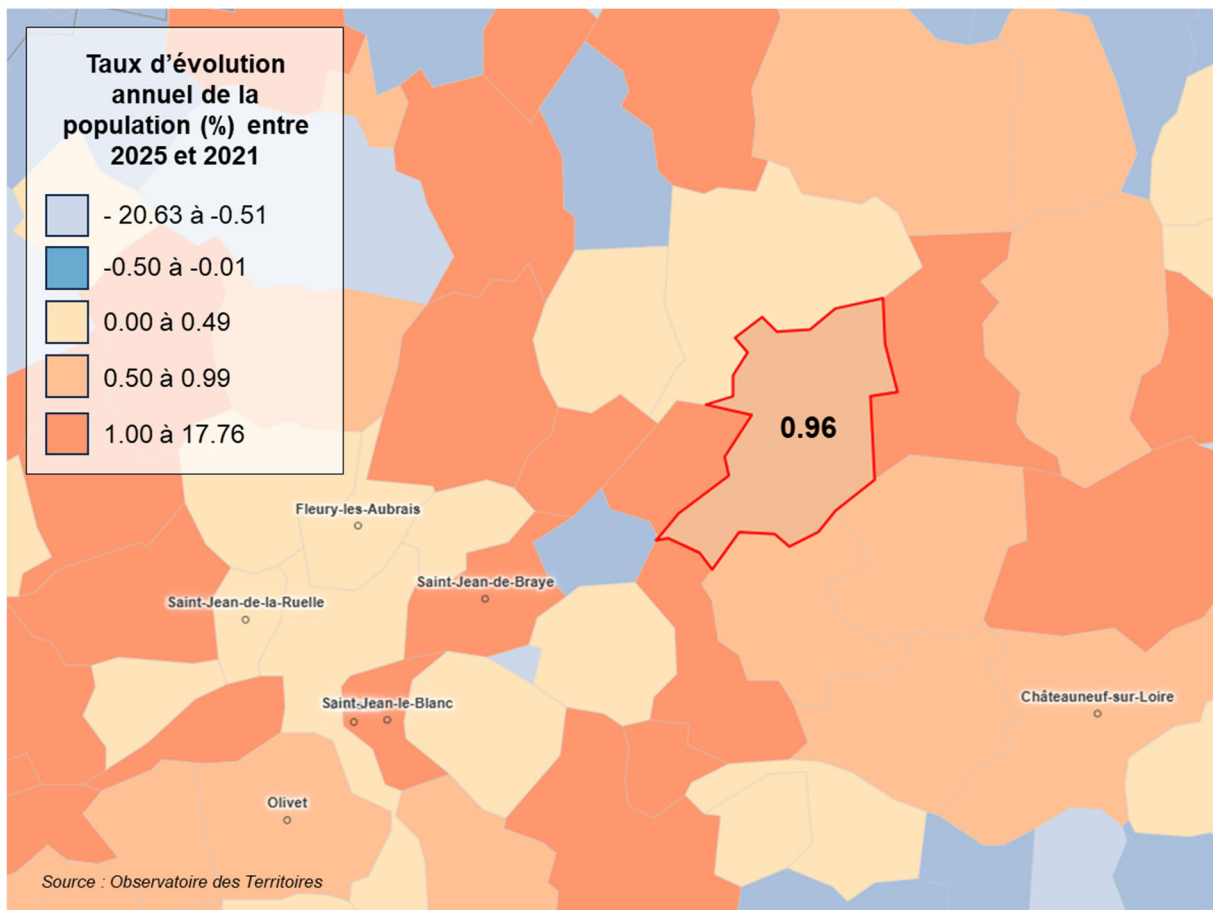 Taux d’évolution
annuel de la
population (%) entre
2025 et 2021
- 20.63 à -0.51
-0.50 à -0.01
0.00 à 0.49
0.50 à 0.99
1.00 à 17.76
0.96
Fleury-les-Aubrais
Saint-Jean-de-Braye
Saint-Jean-de-la-Ruelle
Saint-Jean-le-Blanc
Châteauneuf-sur-Loire
Olivet
Source : Observatoire des Territoires